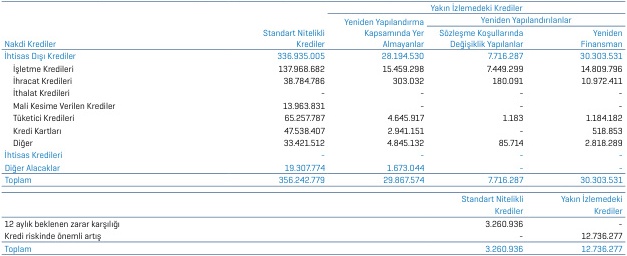 Yakın İzlemedeki Krediler
Yeniden Yapılandırma Yeniden Yapılandırılanlar
Standart Nitelikli Kapsamında Yer Sözleşme Koşullarında Yeniden
Nakdi Krediler Krediler Almayanlar Değişiklik Yapılanlar Finansman
İhtisas Dışı Krediler 336.935.005 28.194.530 7.716.287 30.303.531
İşletme Kredileri 137.968.682 15.459.298 7.449.299 14.809.796
İhracat Kredileri 38.784.786 303.032 180.091 10.972.411
İthalat Kredileri - - - -
Mali Kesime Verilen Krediler 13.963.831 - - -
Tüketici Kredileri 65.257.787 4.645.917 1.183 1.184.182
Kredi Kartları 47.538.407 2.941.151 - 518.853
Diğer 33.421.512 4.845.132 85.714 2.818.289
İhtisas Kredileri - - - -
Diğer Alacaklar 19.307.774 1.673.044 - -
Toplam 356.242.779 29.867.574 7.716.287 30.303.531
Standart Nitelikli Yakın İzlemedeki
Krediler Krediler
12 aylık beklenen zarar karşılığı 3.260.936 -
Kredi riskinde önemli artış - 12.736.277
Toplam 3.260.936 12.736.277